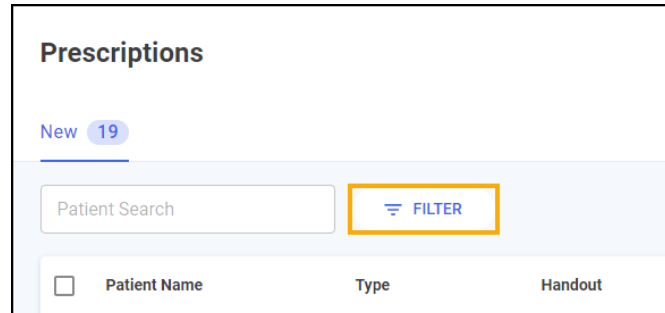 Prescriptions
New 19
Patient Search FILTER
Patient Name Type Handout